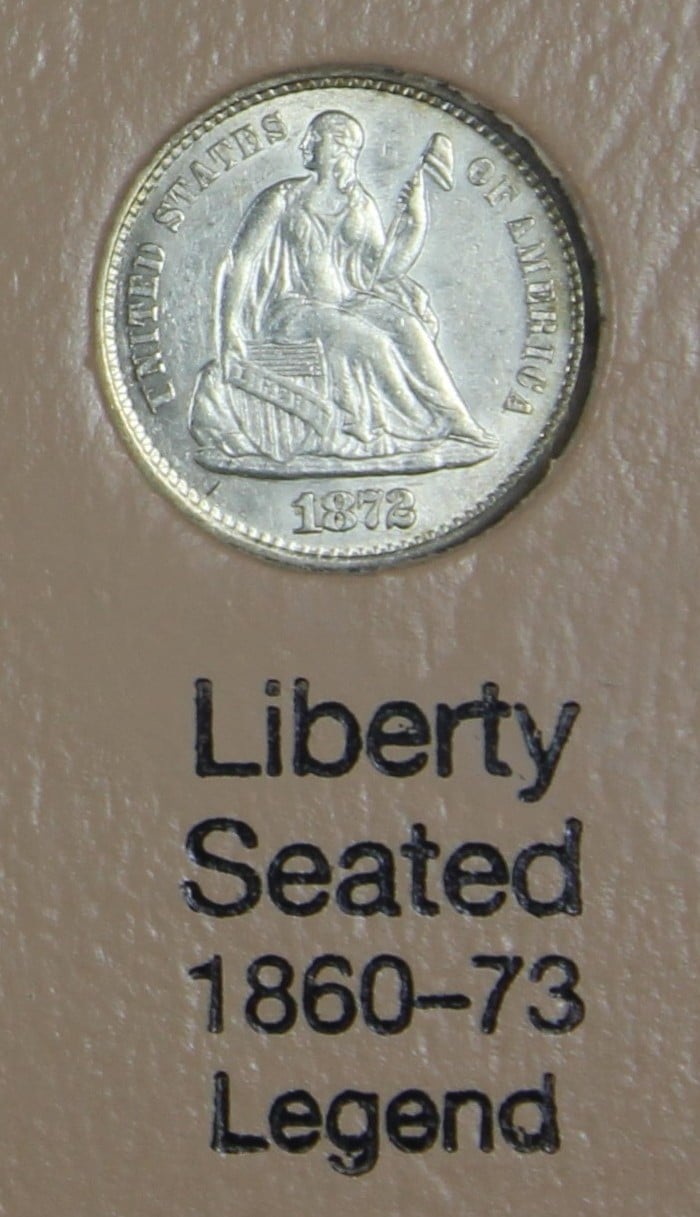 UNITED STATES OF AMERICA
LIBERTY
1872
Liberty
Seated
1860–73
Legend